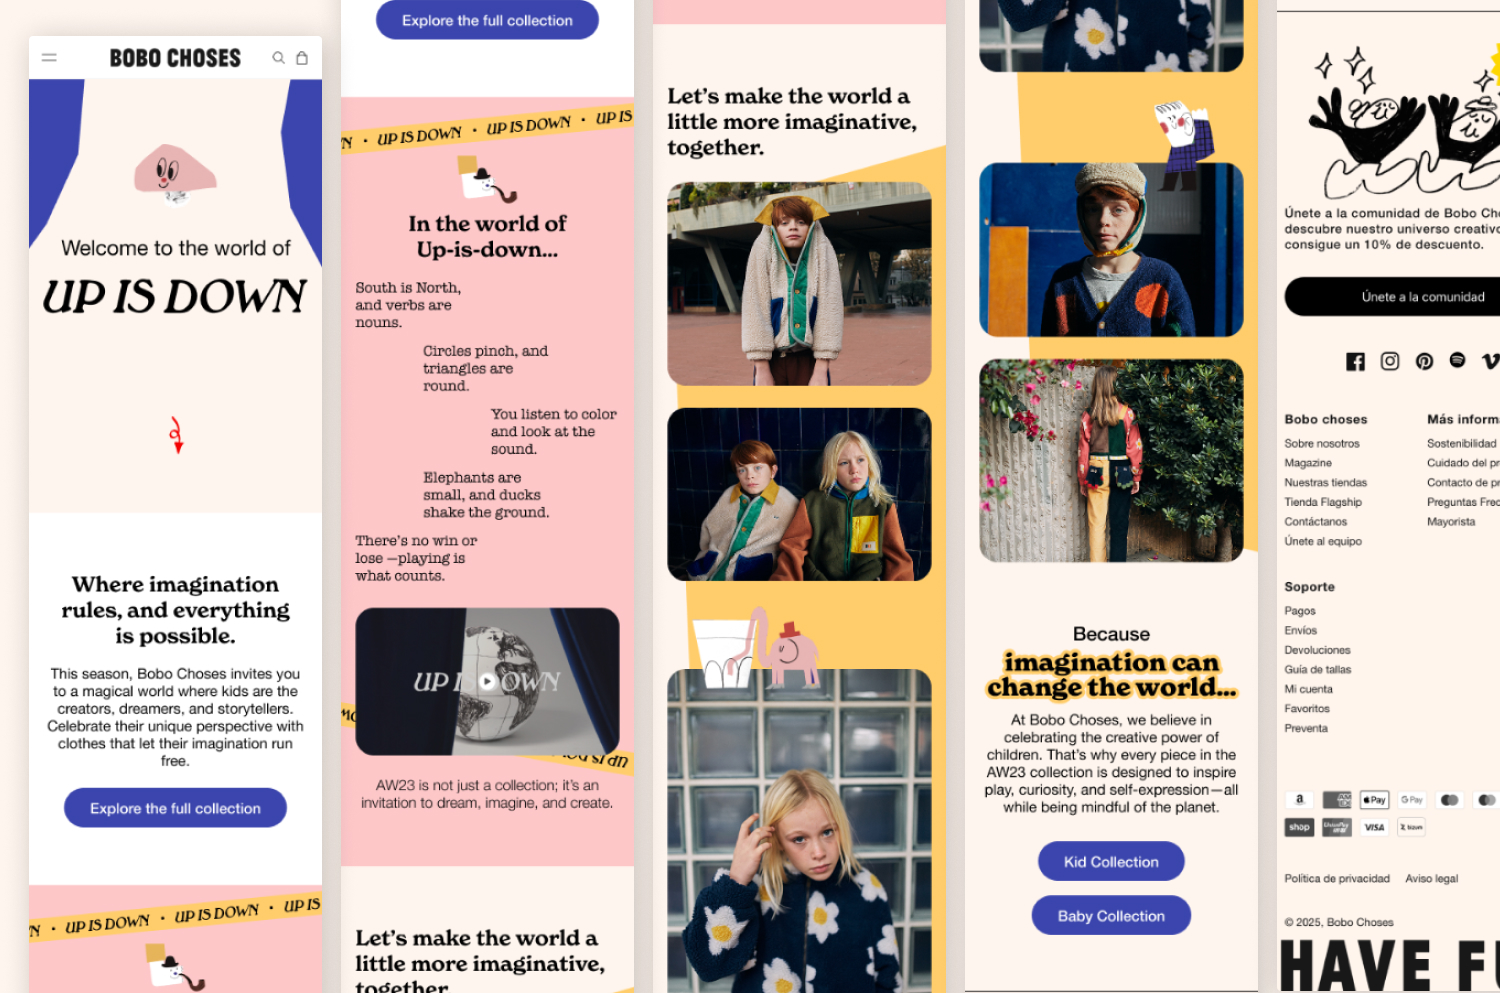 BOBO CHOSES
Welcome to the world of
UP IS DOWN
Where imagination
rules, and everything
is possible.
This season, Bobo Choses invites you
to a magical world where kids are the
creators, dreamers, and storytellers.
Celebrate their unique perspective with
clothes that let their imagination run
free.
Explore the full collection
N • UP IS DOWN • UP IS DOWN • UP IS
Explore the full collection
N • UP IS DOWN • UP IS DOWN • UP IS
In the world of
Up-is-down...
South is North,
and verbs are
nouns.
Circles pinch, and
triangles are
round.
You listen to color
and look at the
sound.
Elephants are
small, and ducks
shake the ground.
There's no win or
lose —playing is
what counts.
UP IS DOWN
UP IS DOW
AW23 is not just a collection; it's an
invitation to dream, imagine, and create.
Let's make the world a
little more imaginative,
together.
Let's make the world a
little more imaginative,
together.
Because
imagination can
change the world...
At Bobo Choses, we believe in
celebrating the creative power of
children. That's why every piece in the
AW23 collection is designed to inspire
play, curiosity, and self-expression—all
while being mindful of the planet.
Kid Collection
Baby Collection
Únete a la comunidad de Bobo Cho
descubre nuestro universo creativo
consigue un 10% de descuento.
Únete a la comunidad
Bobo choses
Sobre nosotros
Magazine
Nuestras tiendas
Tienda Flagship
Contáctanos
Únete al equipo
Más inform
Sostenibilidad
Cuidado del pr
Contacto de pr
Preguntas Frec
Mayorista
Soporte
Pagos
Envíos
Devoluciones
Guía de tallas
Mi cuenta
Favoritos
Preventa
a AMEX Pay G Pay
shop UnionPay VISA bizum
Política de privacidad Aviso legal
© 2025, Bobo Choses
HAVE FU